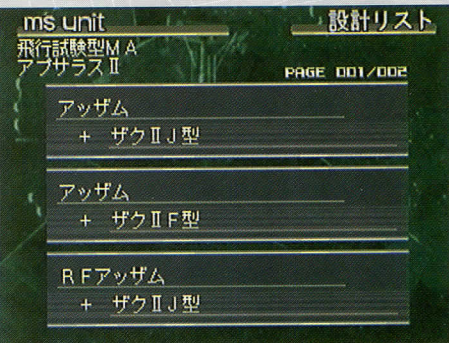 ms unit
設計リスト
飛行試験型MA
アプサラスⅡ
PAGE 001/002
アッザム
+ ザクⅡJ型
アッザム
+ ザクⅡF型
RFアッザム
+ ザクⅡJ型